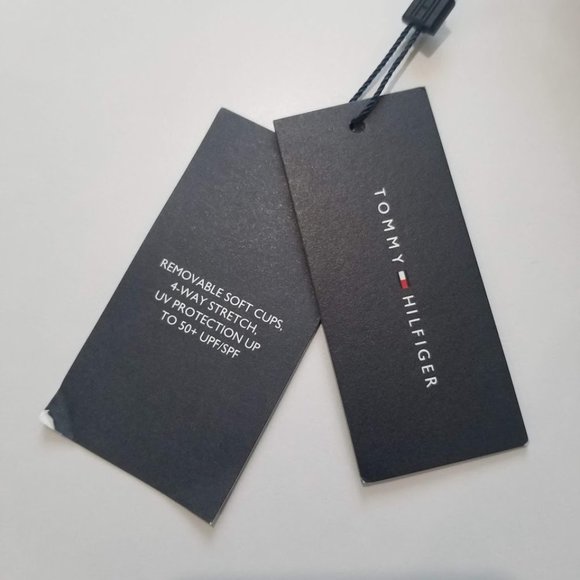 REMOVABLE SOFT CUPS,
4-WAY STRETCH,
UV PROTECTION UP
TO 50+ UPF/SPF
TOMMY HILFIGER